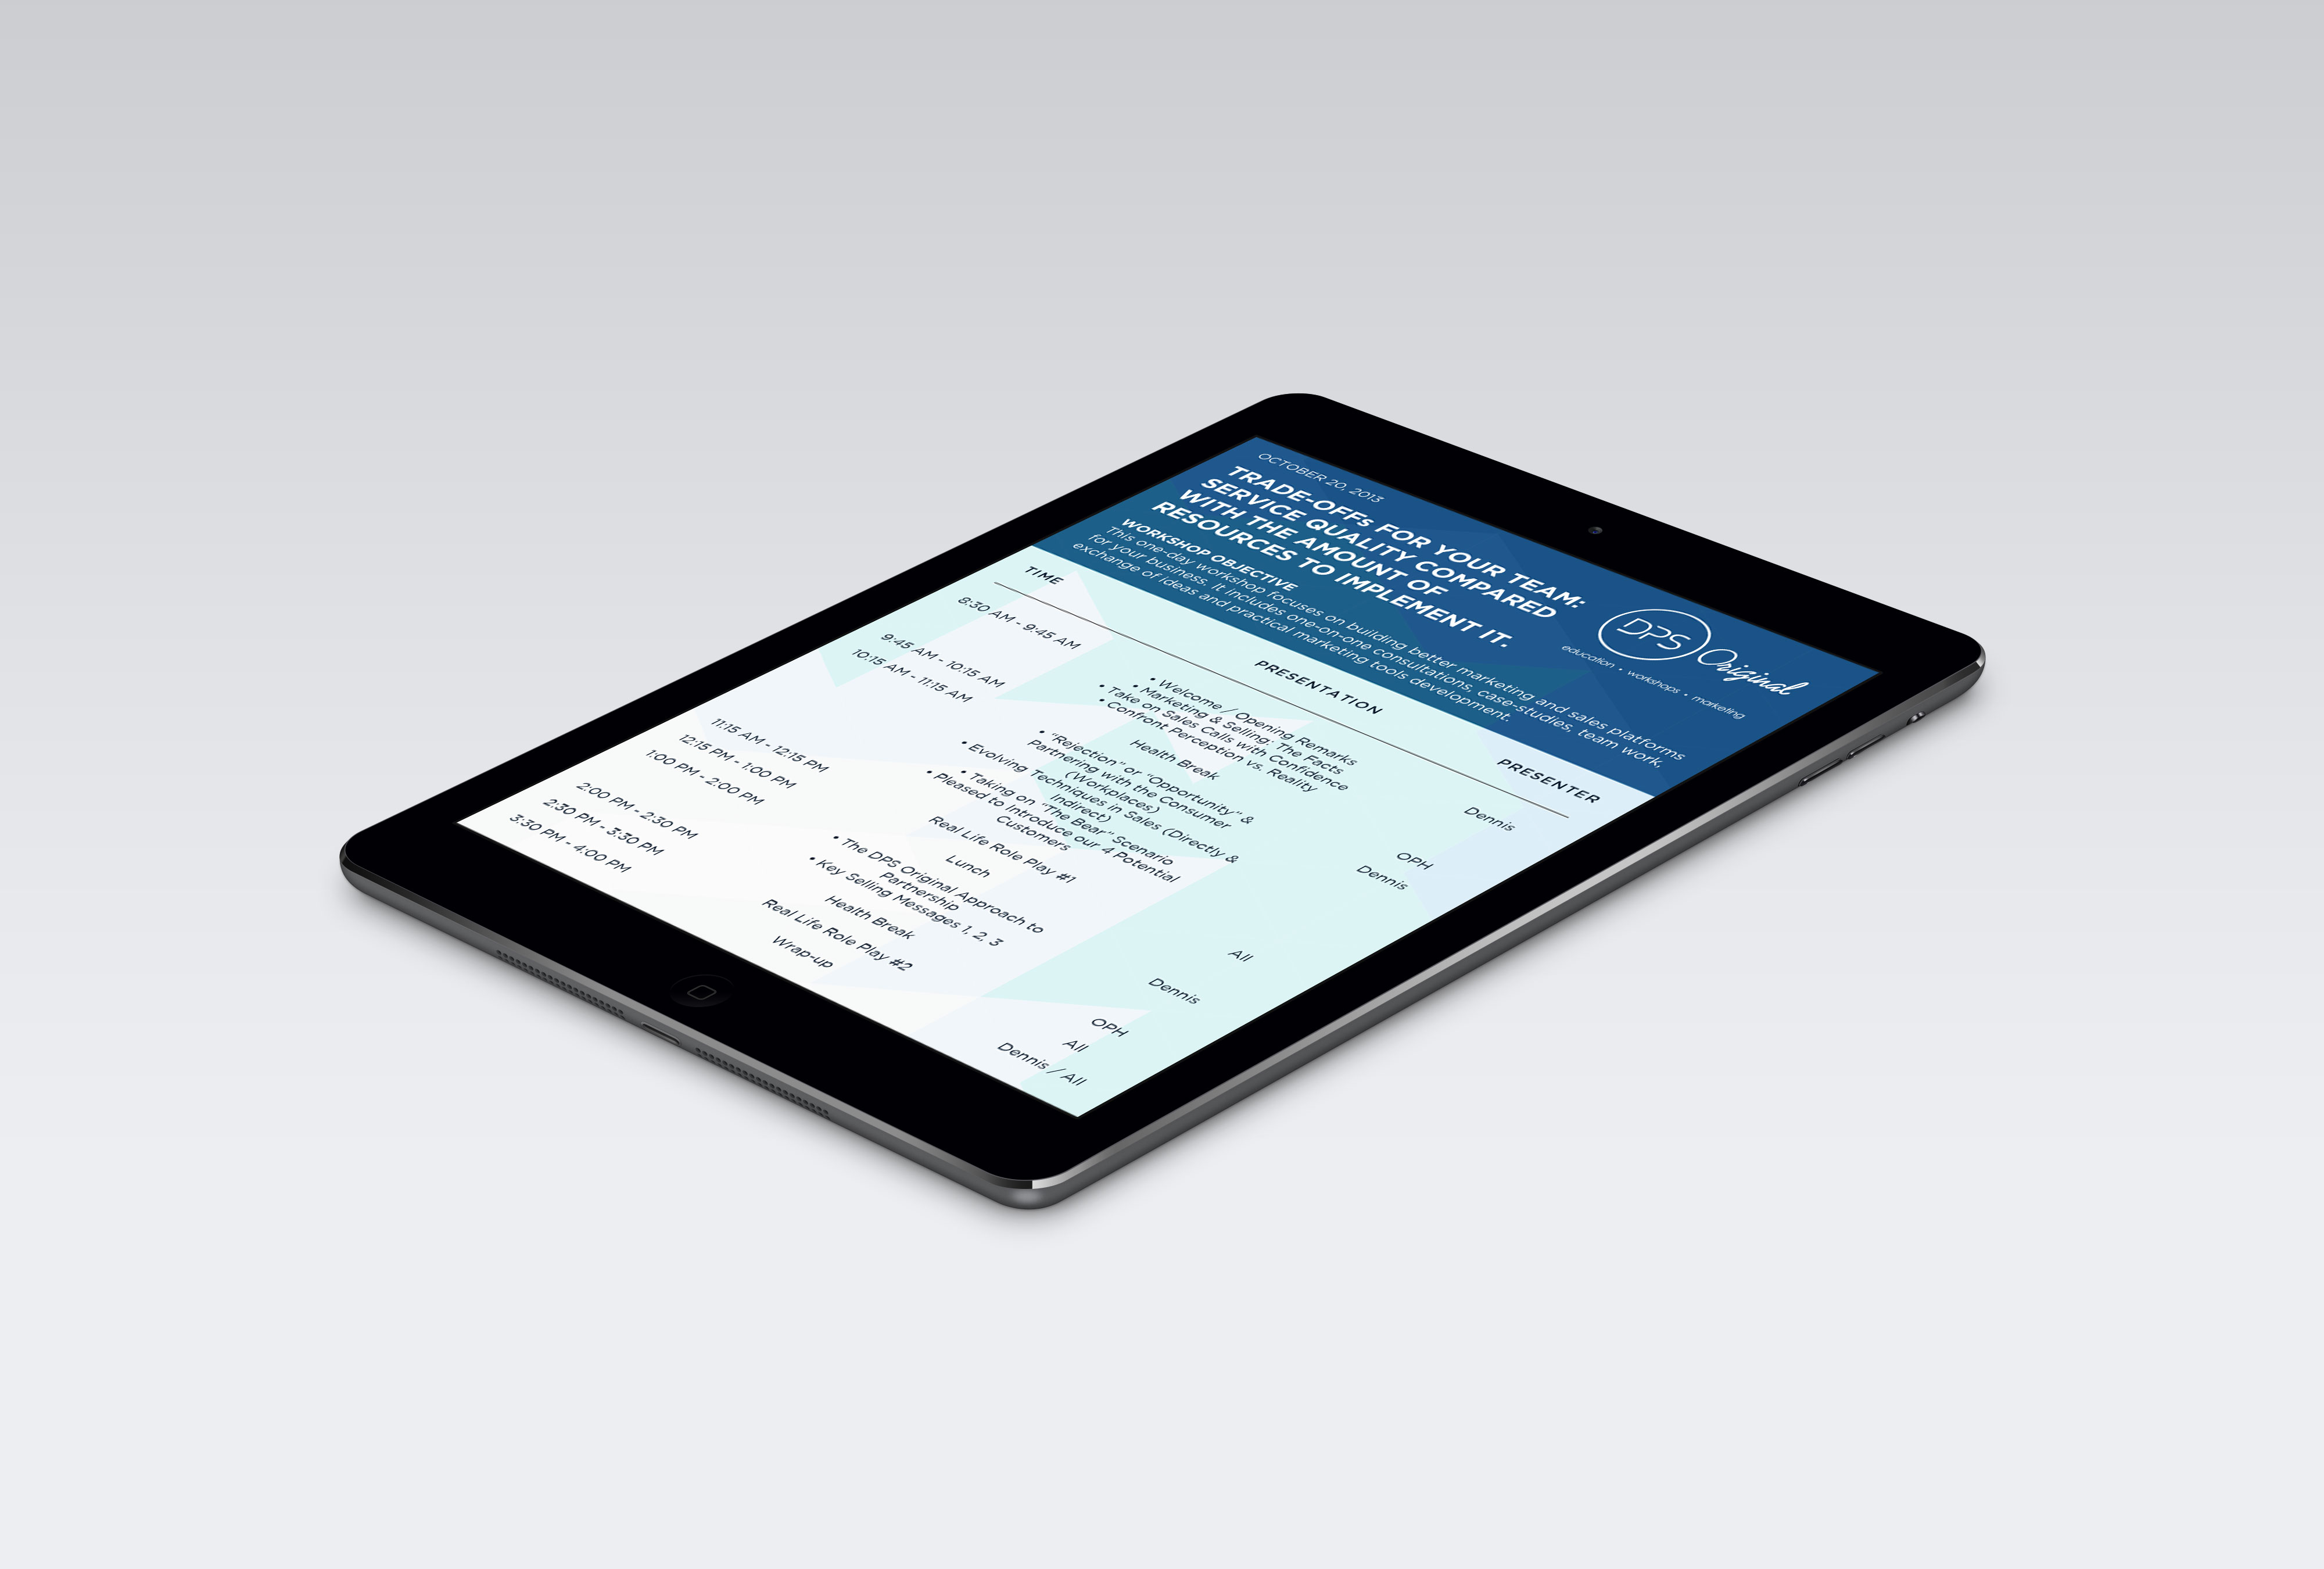 OCTOBER 20, 2013
TRADE-OFFs FOR YOUR TEAM:
SERVICE QUALITY COMPARED
WITH THE AMOUNT OF
RESOURCES TO IMPLEMENT IT.
DPS Original
education • workshops • marketing
WORKSHOP OBJECTIVE
This one-day workshop focuses on building better marketing and sales platforms
for your business. It includes one-on-one consultations, case-studies, team work,
exchange of ideas and practical marketing tools development.
TIME PRESENTATION PRESENTER
8:30 AM - 9:45 AM • Welcome / Opening Remarks Dennis
• Marketing & Selling: The Facts
• Take on Sales Calls with Confidence
• Confront Perception vs. Reality
9:45 AM - 10:15 AM Health Break OPH
10:15 AM - 11:15 AM • "Rejection" or "Opportunity" & Dennis
Partnering with the Consumer
(Workplaces)
• Evolving Techniques in Sales (Directly &
Indirect)
• Taking on "The Bear" Scenario
• Pleased to Introduce our 4 Potential
Customers
11:15 AM - 12:15 PM Real Life Role Play #1 All
12:15 PM - 1:00 PM Lunch
1:00 PM - 2:00 PM • The DPS Original Approach to Dennis
Partnership
• Key Selling Messages 1, 2, 3
2:00 PM - 2:30 PM Health Break OPH
2:30 PM - 3:30 PM Real Life Role Play #2 All
3:30 PM - 4:00 PM Wrap-up Dennis / All